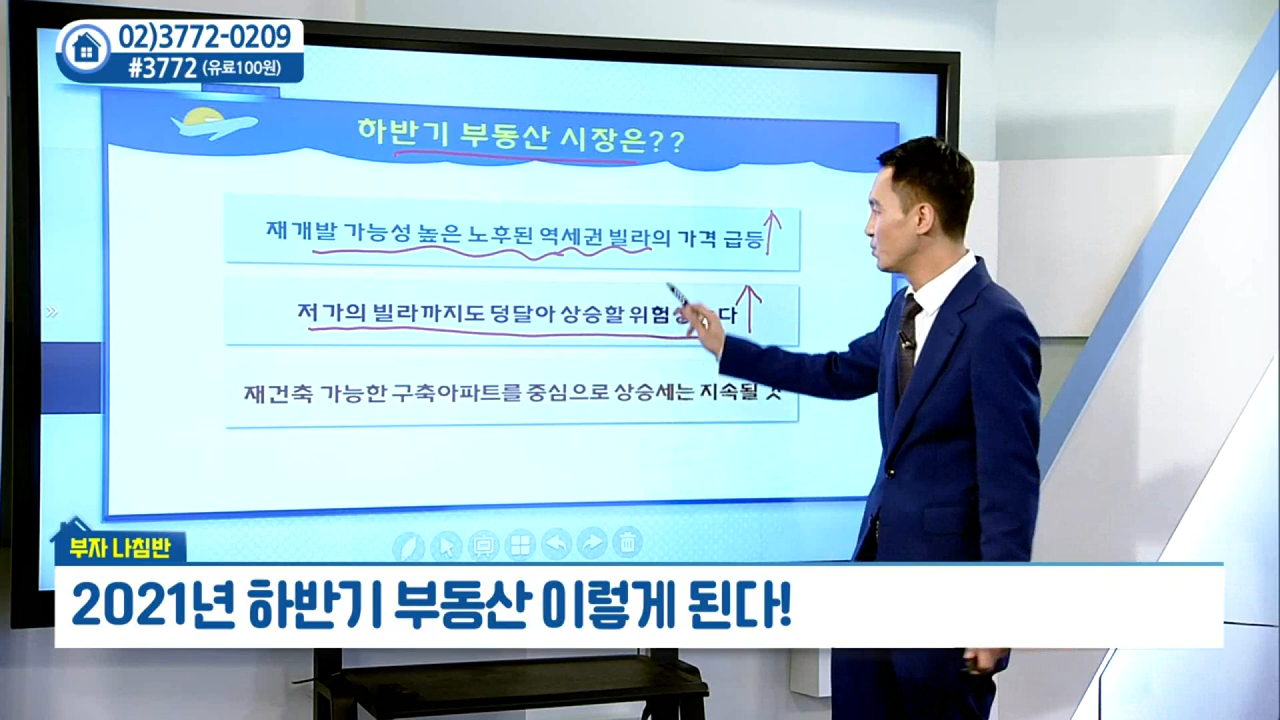 02)3772-0209
#3772 (유료100원)
하반기 부동산 시장은??
재개발 가능성 높은 노후된 역세권 빌라의 가격 급등
저가의 빌라까지도 덩달아 상승할 위험
재건축 가능한 구축아파트를 중심으로 상승세는 지속될 것
부자 나침반
2021년 하반기 부동산 이렇게 된다!